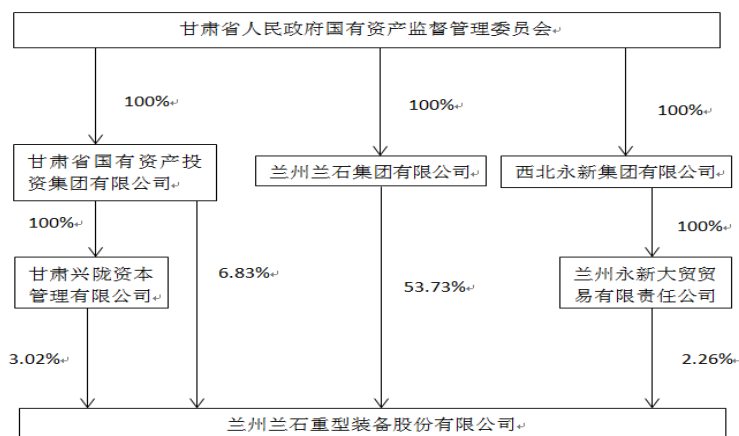 甘肃省人民政府国有资产监督管理委员会
100%
100%
100%
甘肃省国有资产投
资集团有限公司
兰州兰石集团有限公司
西北永新集团有限公司
100%
100%
6.83%
53.73%
甘肃兴陇资本
管理有限公司
兰州永新大贸贸
易有限责任公司
3.02%
2.26%
兰州兰石重型装备股份有限公司